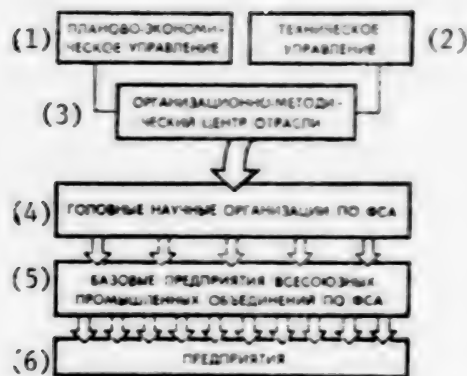 (1)
ПЛАНОВО-ЭКОНОМИ-
ЧЕСКОЕ УПРАВЛЕНИЕ
ТЕХНИЧЕСКОЕ
УПРАВЛЕНИЕ
(2)
(3)
ОРГАНИЗАЦИОННО-МЕТОДИ-
ЧЕСКИЙ ЦЕНТР ОТРАСЛИ
(4)
ГОЛОВНЫЕ НАУЧНЫЕ ОРГАНИЗАЦИИ ПО ФСА
(5)
БАЗОВЫЕ ПРЕДПРИЯТИЯ ВСЕСОЮЗНЫХ
ПРОМЫШЛЕННЫХ ОБЪЕДИНЕНИЙ ПО ФСА
(6)
ПРЕДПРИЯТИЯ